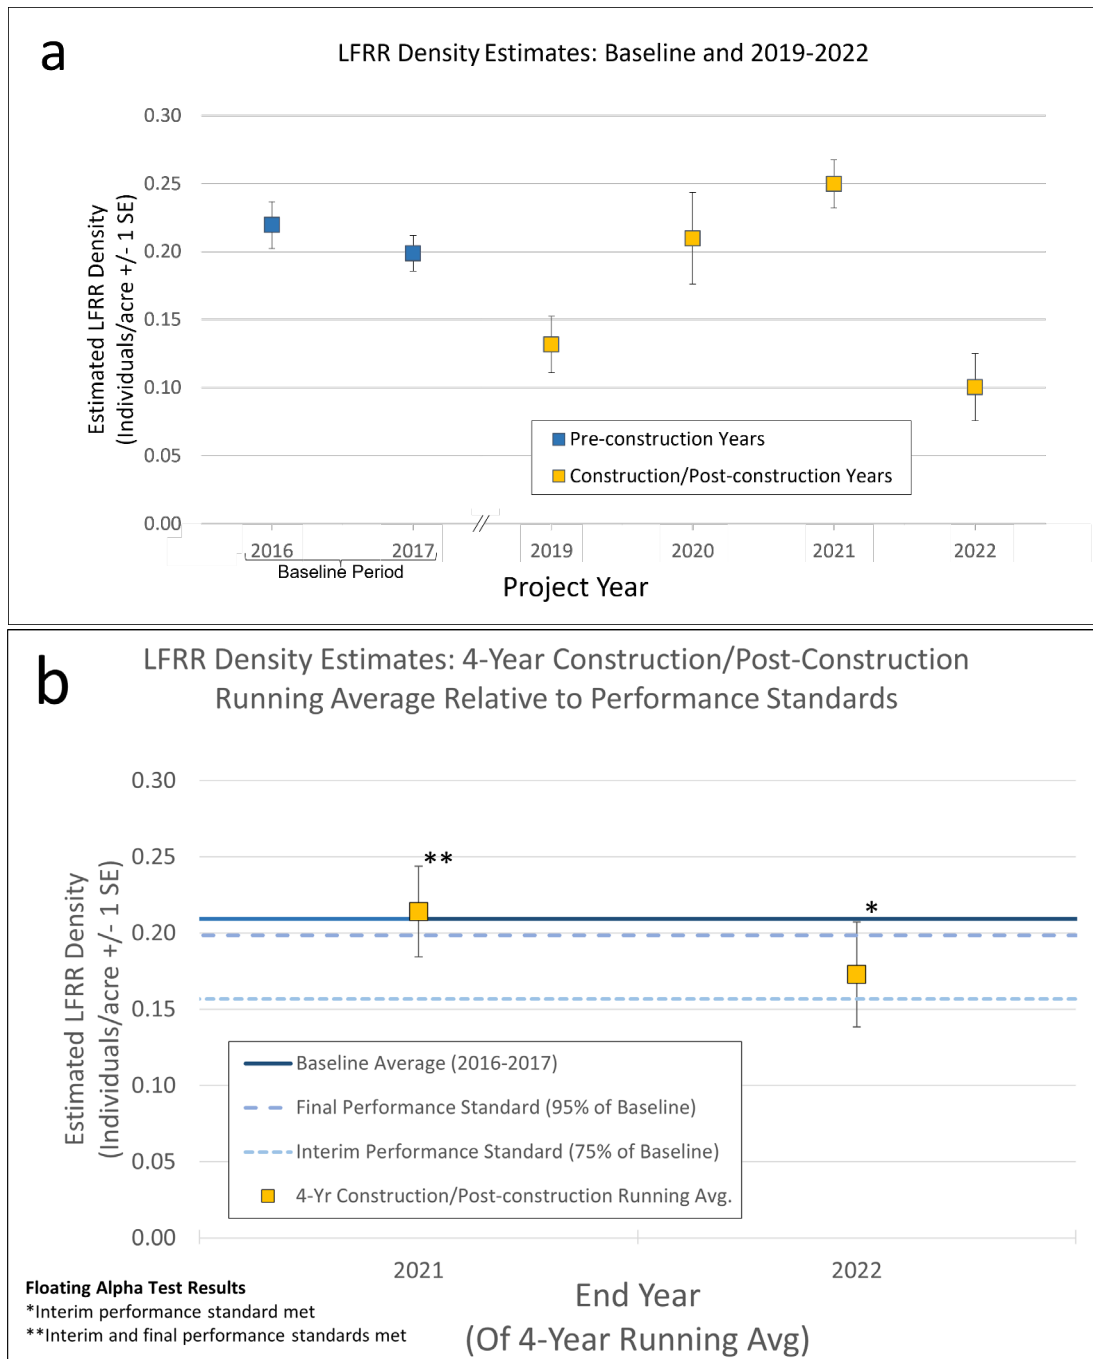 a
LFRR Density Estimates: Baseline and 2019-2022
Estimated LFRR Density
(Individuals/acre +/- 1 SE)
0.30
0.25
0.20
0.15
0.10
0.05
0.00
Pre-construction Years
Construction/Post-construction Years
//
2016
2017
2019
2020
2021
2022
Baseline Period
Project Year
b
LFRR Density Estimates: 4-Year Construction/Post-Construction
Running Average Relative to Performance Standards
Estimated LFRR Density
(Individuals/acre +/- 1 SE)
0.30
0.25
0.20
0.15
0.10
0.05
0.00
**
*
Baseline Average (2016-2017)
Final Performance Standard (95% of Baseline)
Interim Performance Standard (75% of Baseline)
4-Yr Construction/Post-construction Running Avg.
2021
2022
End Year
(Of 4-Year Running Avg)
Floating Alpha Test Results
*Interim performance standard met
**Interim and final performance standards met